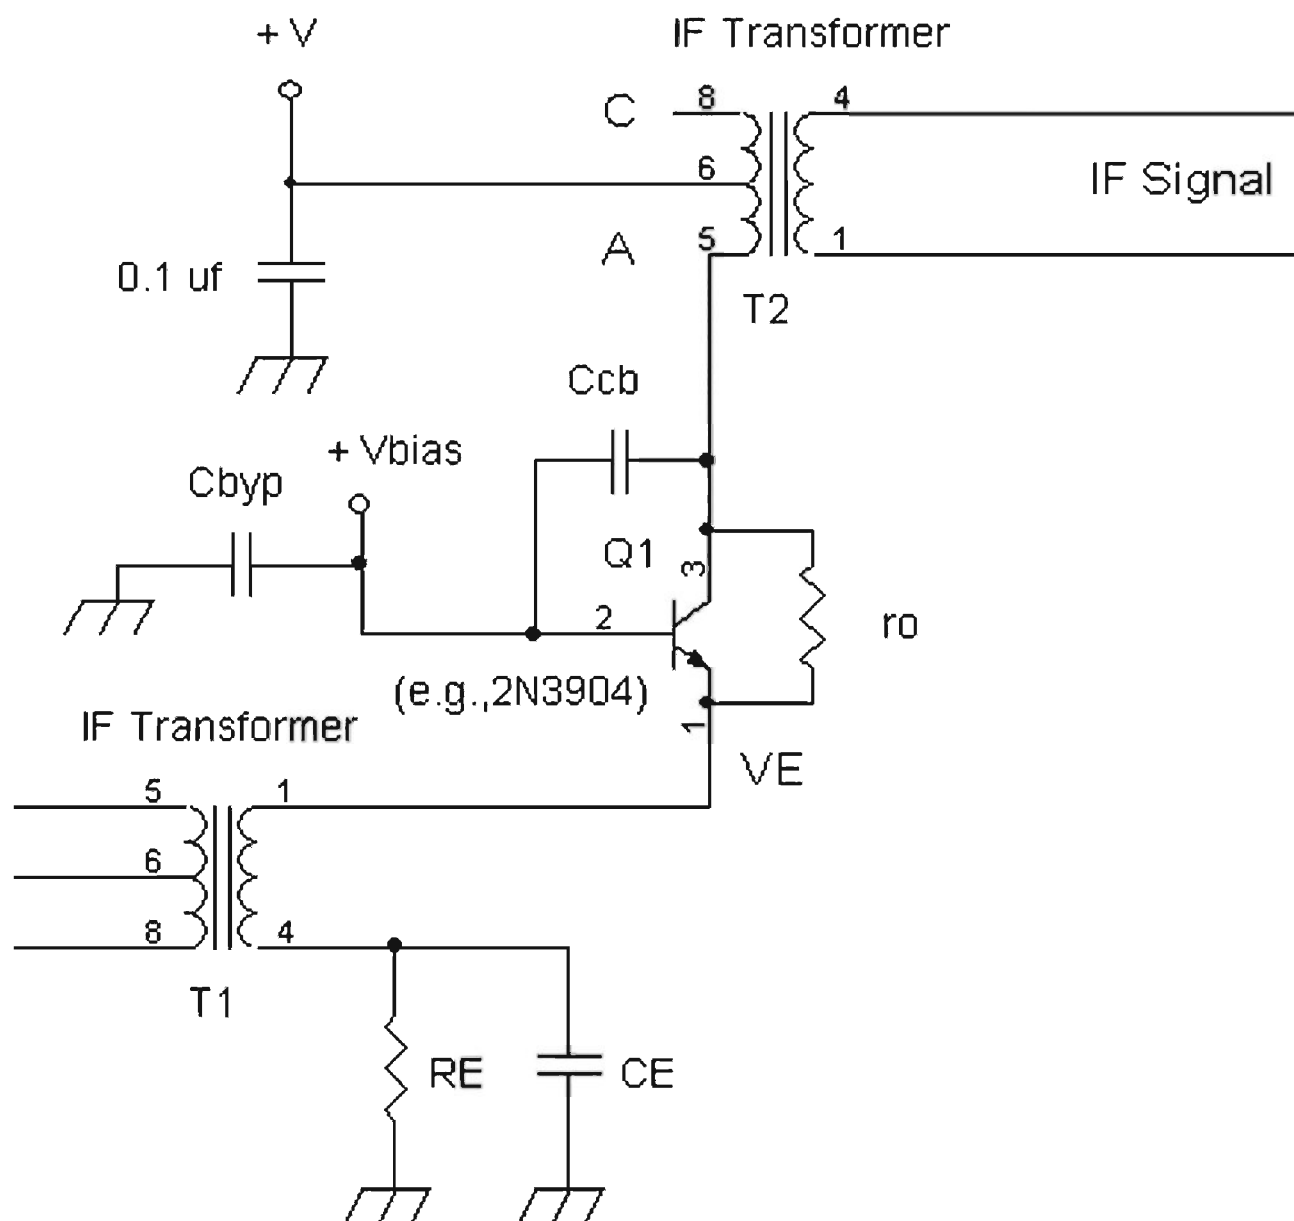 + V
IF Transformer
C
8
4
6
IF Signal
A
5
1
0.1 uf
T2
Ccb
+ Vbias
Cbyp
Q1
3
2
ro
(e.g.,2N3904)
1
IF Transformer
VE
5
1
6
8
4
T1
RE
CE